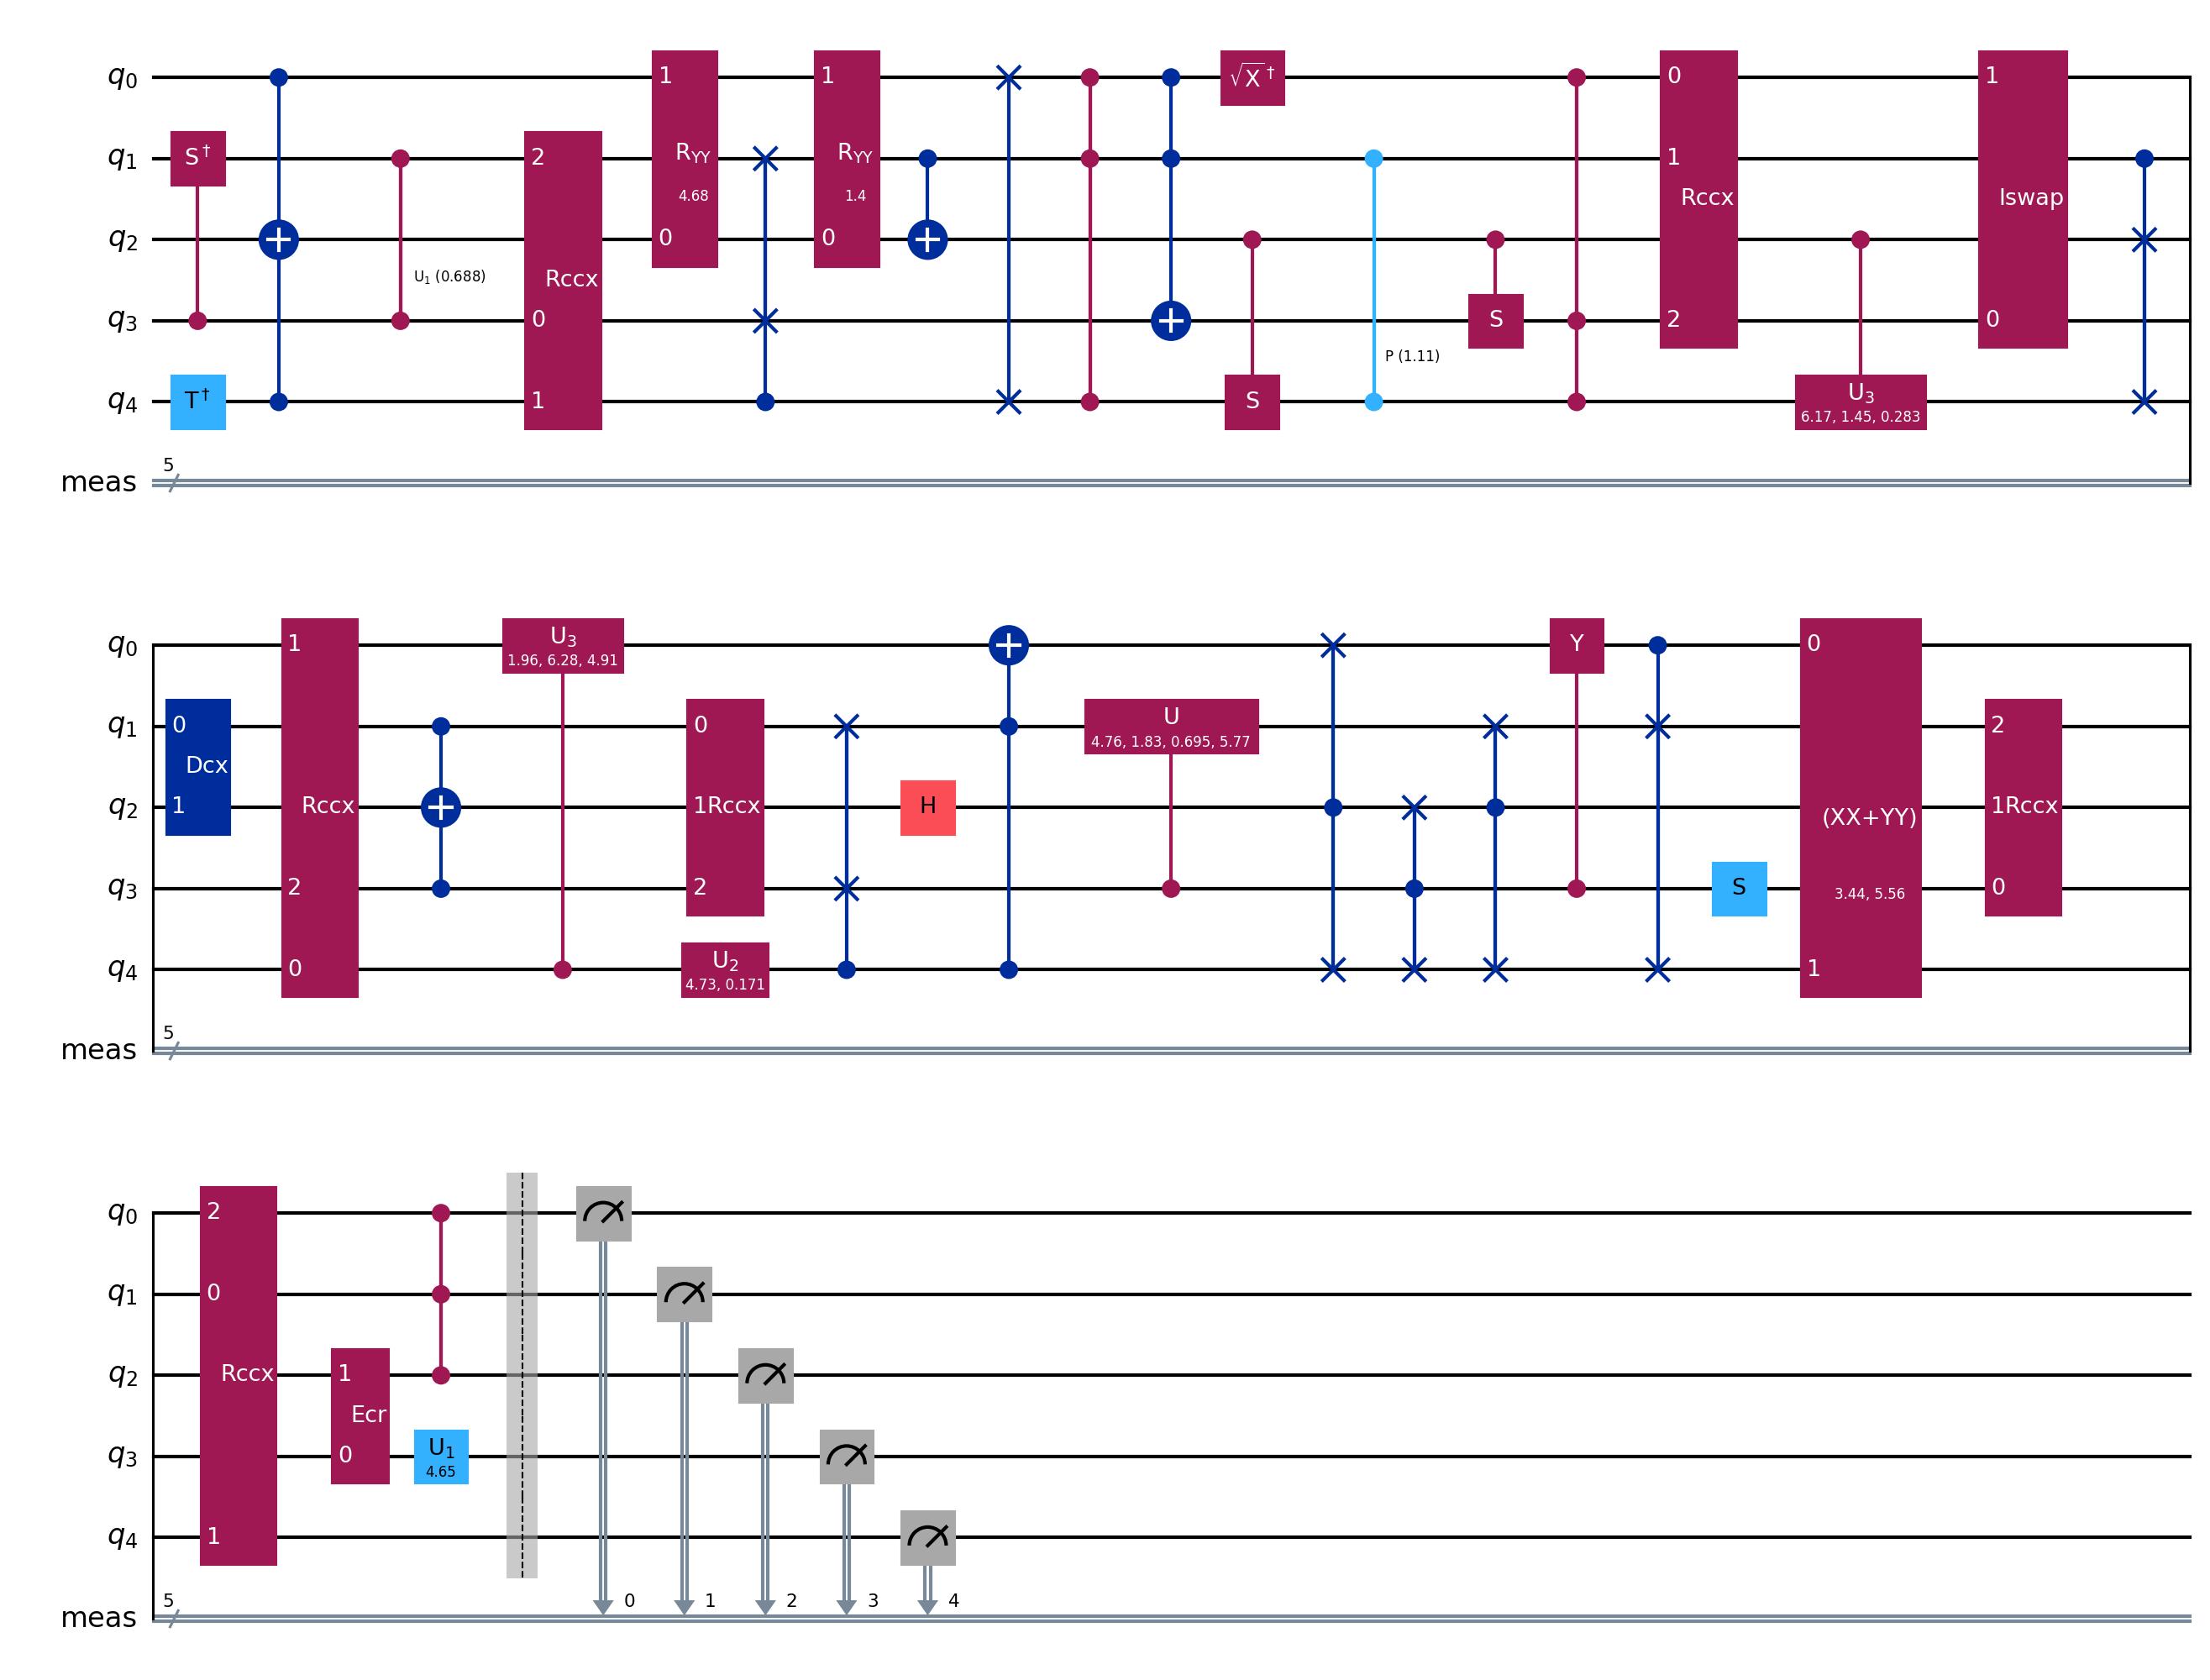 q0 1 1 √X† 0 1
q1 S† 2 RYY RYY 1 Iswap
4.68 1.4 Rccx
q2 U1 (0.688) 0 0
Rccx
q3 0 P (1.11) S 2 0
q4 T† 1 S U3
6.17, 1.45, 0.283
5
meas
q0 1 U3 Y 0
1.96, 6.28, 4.91
q1 0 0 U 2
Dcx 4.76, 1.83, 0.695, 5.77
q2 1 Rccx 1Rccx H (XX+YY) 1Rccx
q3 2 2 S 3.44, 5.56 0
q4 0 U2 1
4.73, 0.171
5
meas
q0 2
q1 0
q2 Rccx 1
Ecr
q3 0 U1
4.65
q4 1
5 0 1 2 3 4
meas